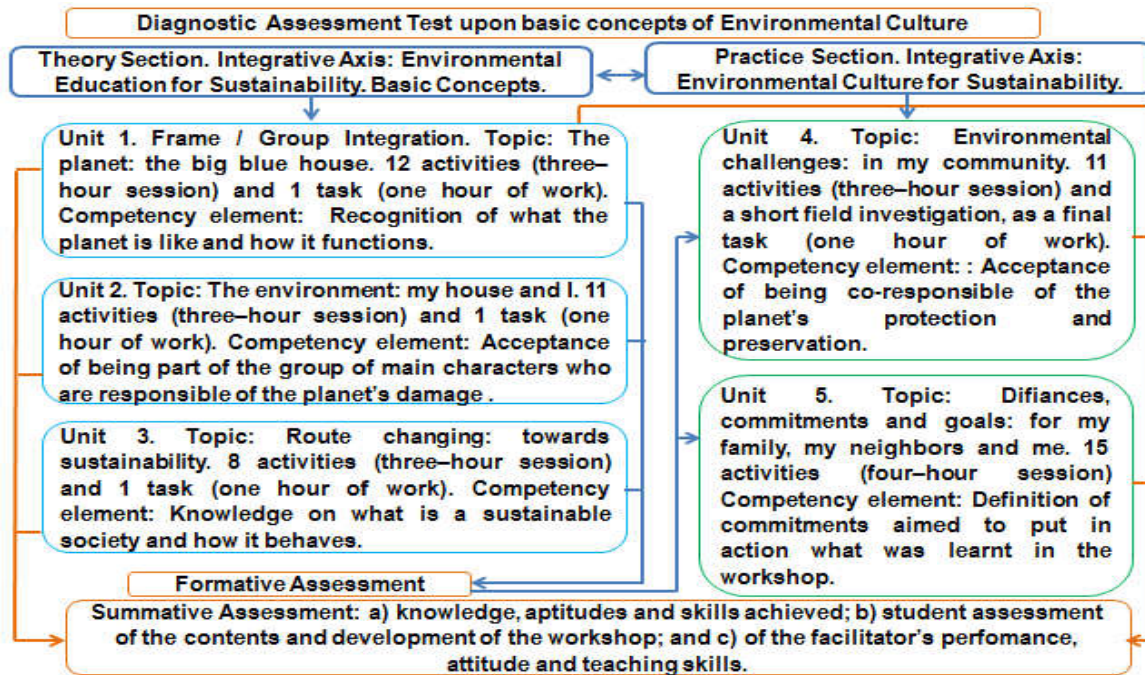 Diagnostic Assessment Test upon basic concepts of Environmental Culture
Theory Section. Integrative Axis: Environmental
Education for Sustainability. Basic Concepts.
Practice Section. Integrative Axis:
Environmental Culture for Sustainability.
Unit 1. Frame / Group Integration. Topic: The
planet: the big blue house. 12 activities (three–
hour session) and 1 task (one hour of work).
Competency element: Recognition of what the
planet is like and how it functions.
Unit 2. Topic: The environment: my house and I. 11
activities (three–hour session) and 1 task (one
hour of work). Competency element: Acceptance
of being part of the group of main characters who
are responsible of the planet's damage .
Unit 3. Topic: Route changing: towards
sustainability. 8 activities (three–hour session)
and 1 task (one hour of work). Competency
element: Knowledge on what is a sustainable
society and how it behaves.
Unit 4. Topic: Environmental
challenges: in my community. 11
activities (three–hour session) and
a short field investigation, as a final
task (one hour of work).
Competency element: : Acceptance
of being co-responsible of the
planet's protection and
preservation.
Unit 5. Topic: Difiances,
commitments and goals: for my
family, my neighbors and me. 15
activities (four–hour session)
Competency element: Definition of
commitments aimed to put in
action what was learnt in the
workshop.
Formative Assessment
Summative Assessment: a) knowledge, aptitudes and skills achieved; b) student assessment
of the contents and development of the workshop; and c) of the facilitator's perfomance,
attitude and teaching skills.